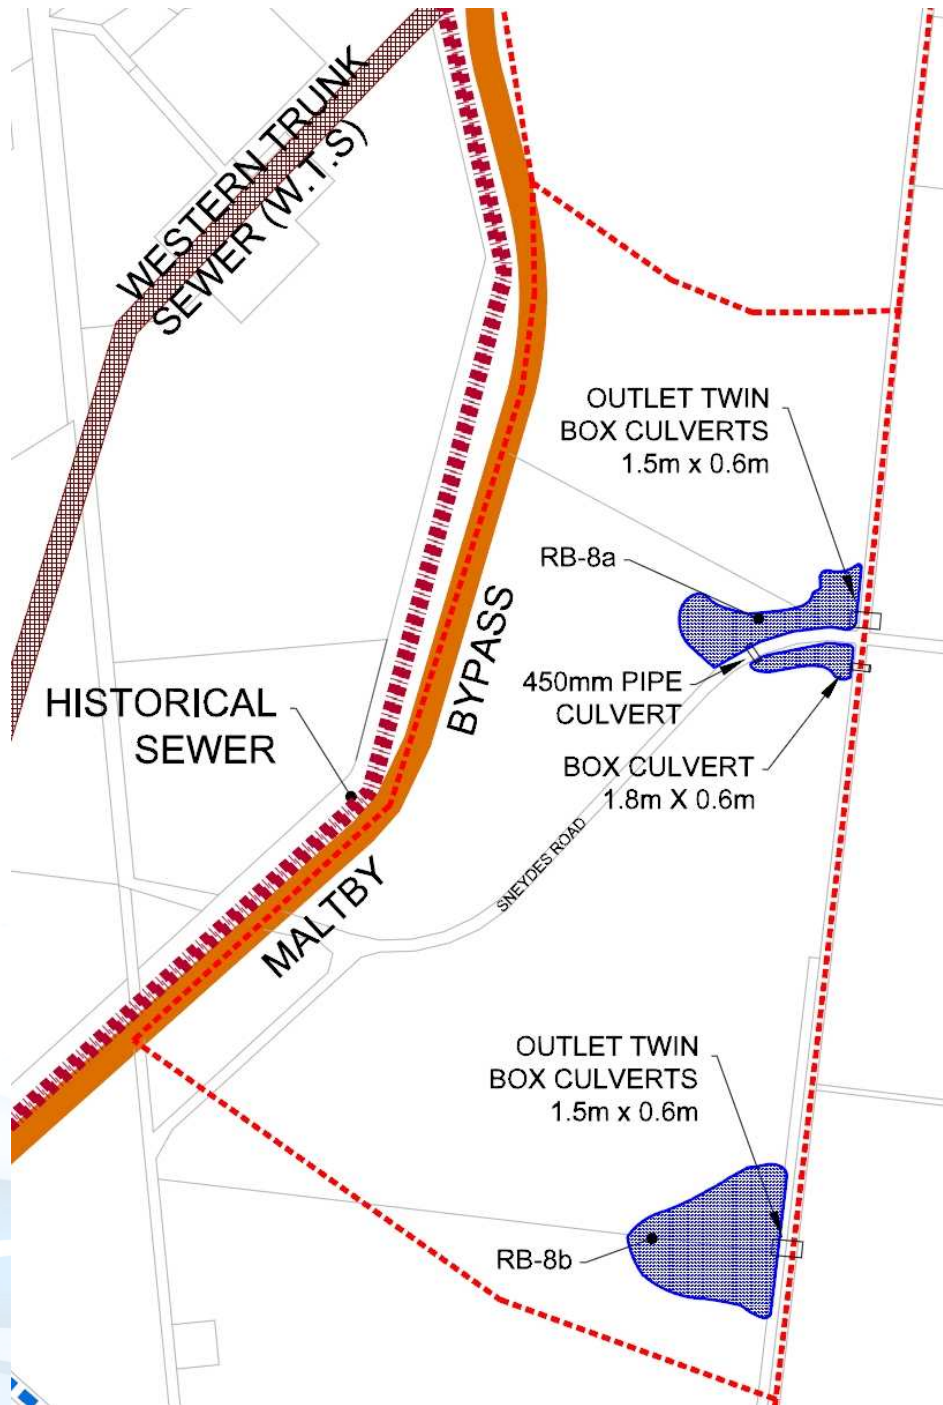 WESTERN TRUNK
SEWER (W.T.S)
OUTLET TWIN
BOX CULVERTS
1.5m x 0.6m
RB-8a
450mm PIPE
CULVERT
BYPASS
HISTORICAL
SEWER
BOX CULVERT
1.8m X 0.6m
SNEYDES ROAD
MALTBY
OUTLET TWIN
BOX CULVERTS
1.5m x 0.6m
RB-8b